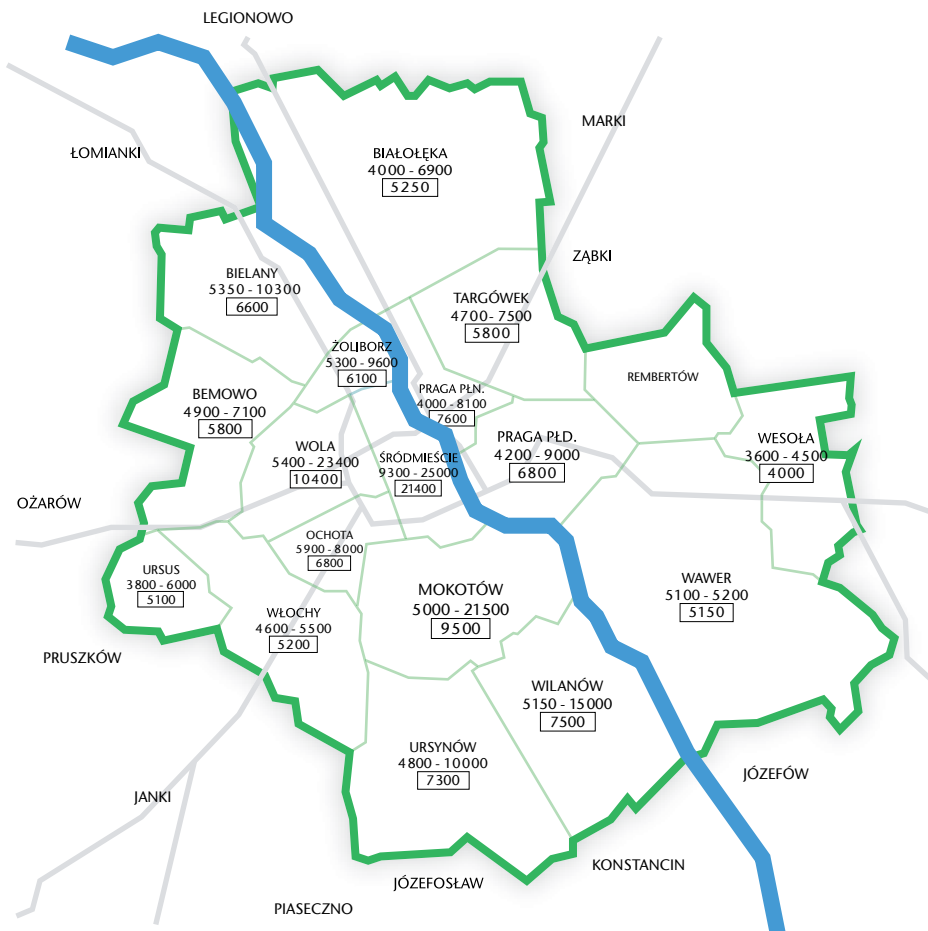 LEGIONOWO
MARKI
ŁOMIANKI
BIAŁOŁĘKA
4000 - 6900
5250
ZĄBKI
BIELANY
5350 - 10300
6600
TARGÓWEK
4700 - 7500
5800
ŻOLIBORZ
5300 - 9600
6100
REMBERTÓW
BEMOWO
4900 - 7100
5800
PRAGA PŁN.
4000 - 8100
7600
WOLA
5400 - 23400
10400
ŚRÓDMIEŚCIE
9300 - 25000
21400
PRAGA PŁD.
4200 - 9000
6800
WESOŁA
3600 - 4500
4000
OŻARÓW
OCHOTA
5900 - 8000
6800
URSUS
3800 - 6000
5100
MOKOTÓW
5000 - 21500
9500
WAWER
5100 - 5200
5150
WŁOCHY
4600 - 5500
5200
PRUSZKÓW
WILANÓW
5150 - 15000
7500
URSYNÓW
4800 - 10000
7300
JÓZEFÓW
JANKI
KONSTANCIN
JÓZEFOSŁAW
PIASECZNO